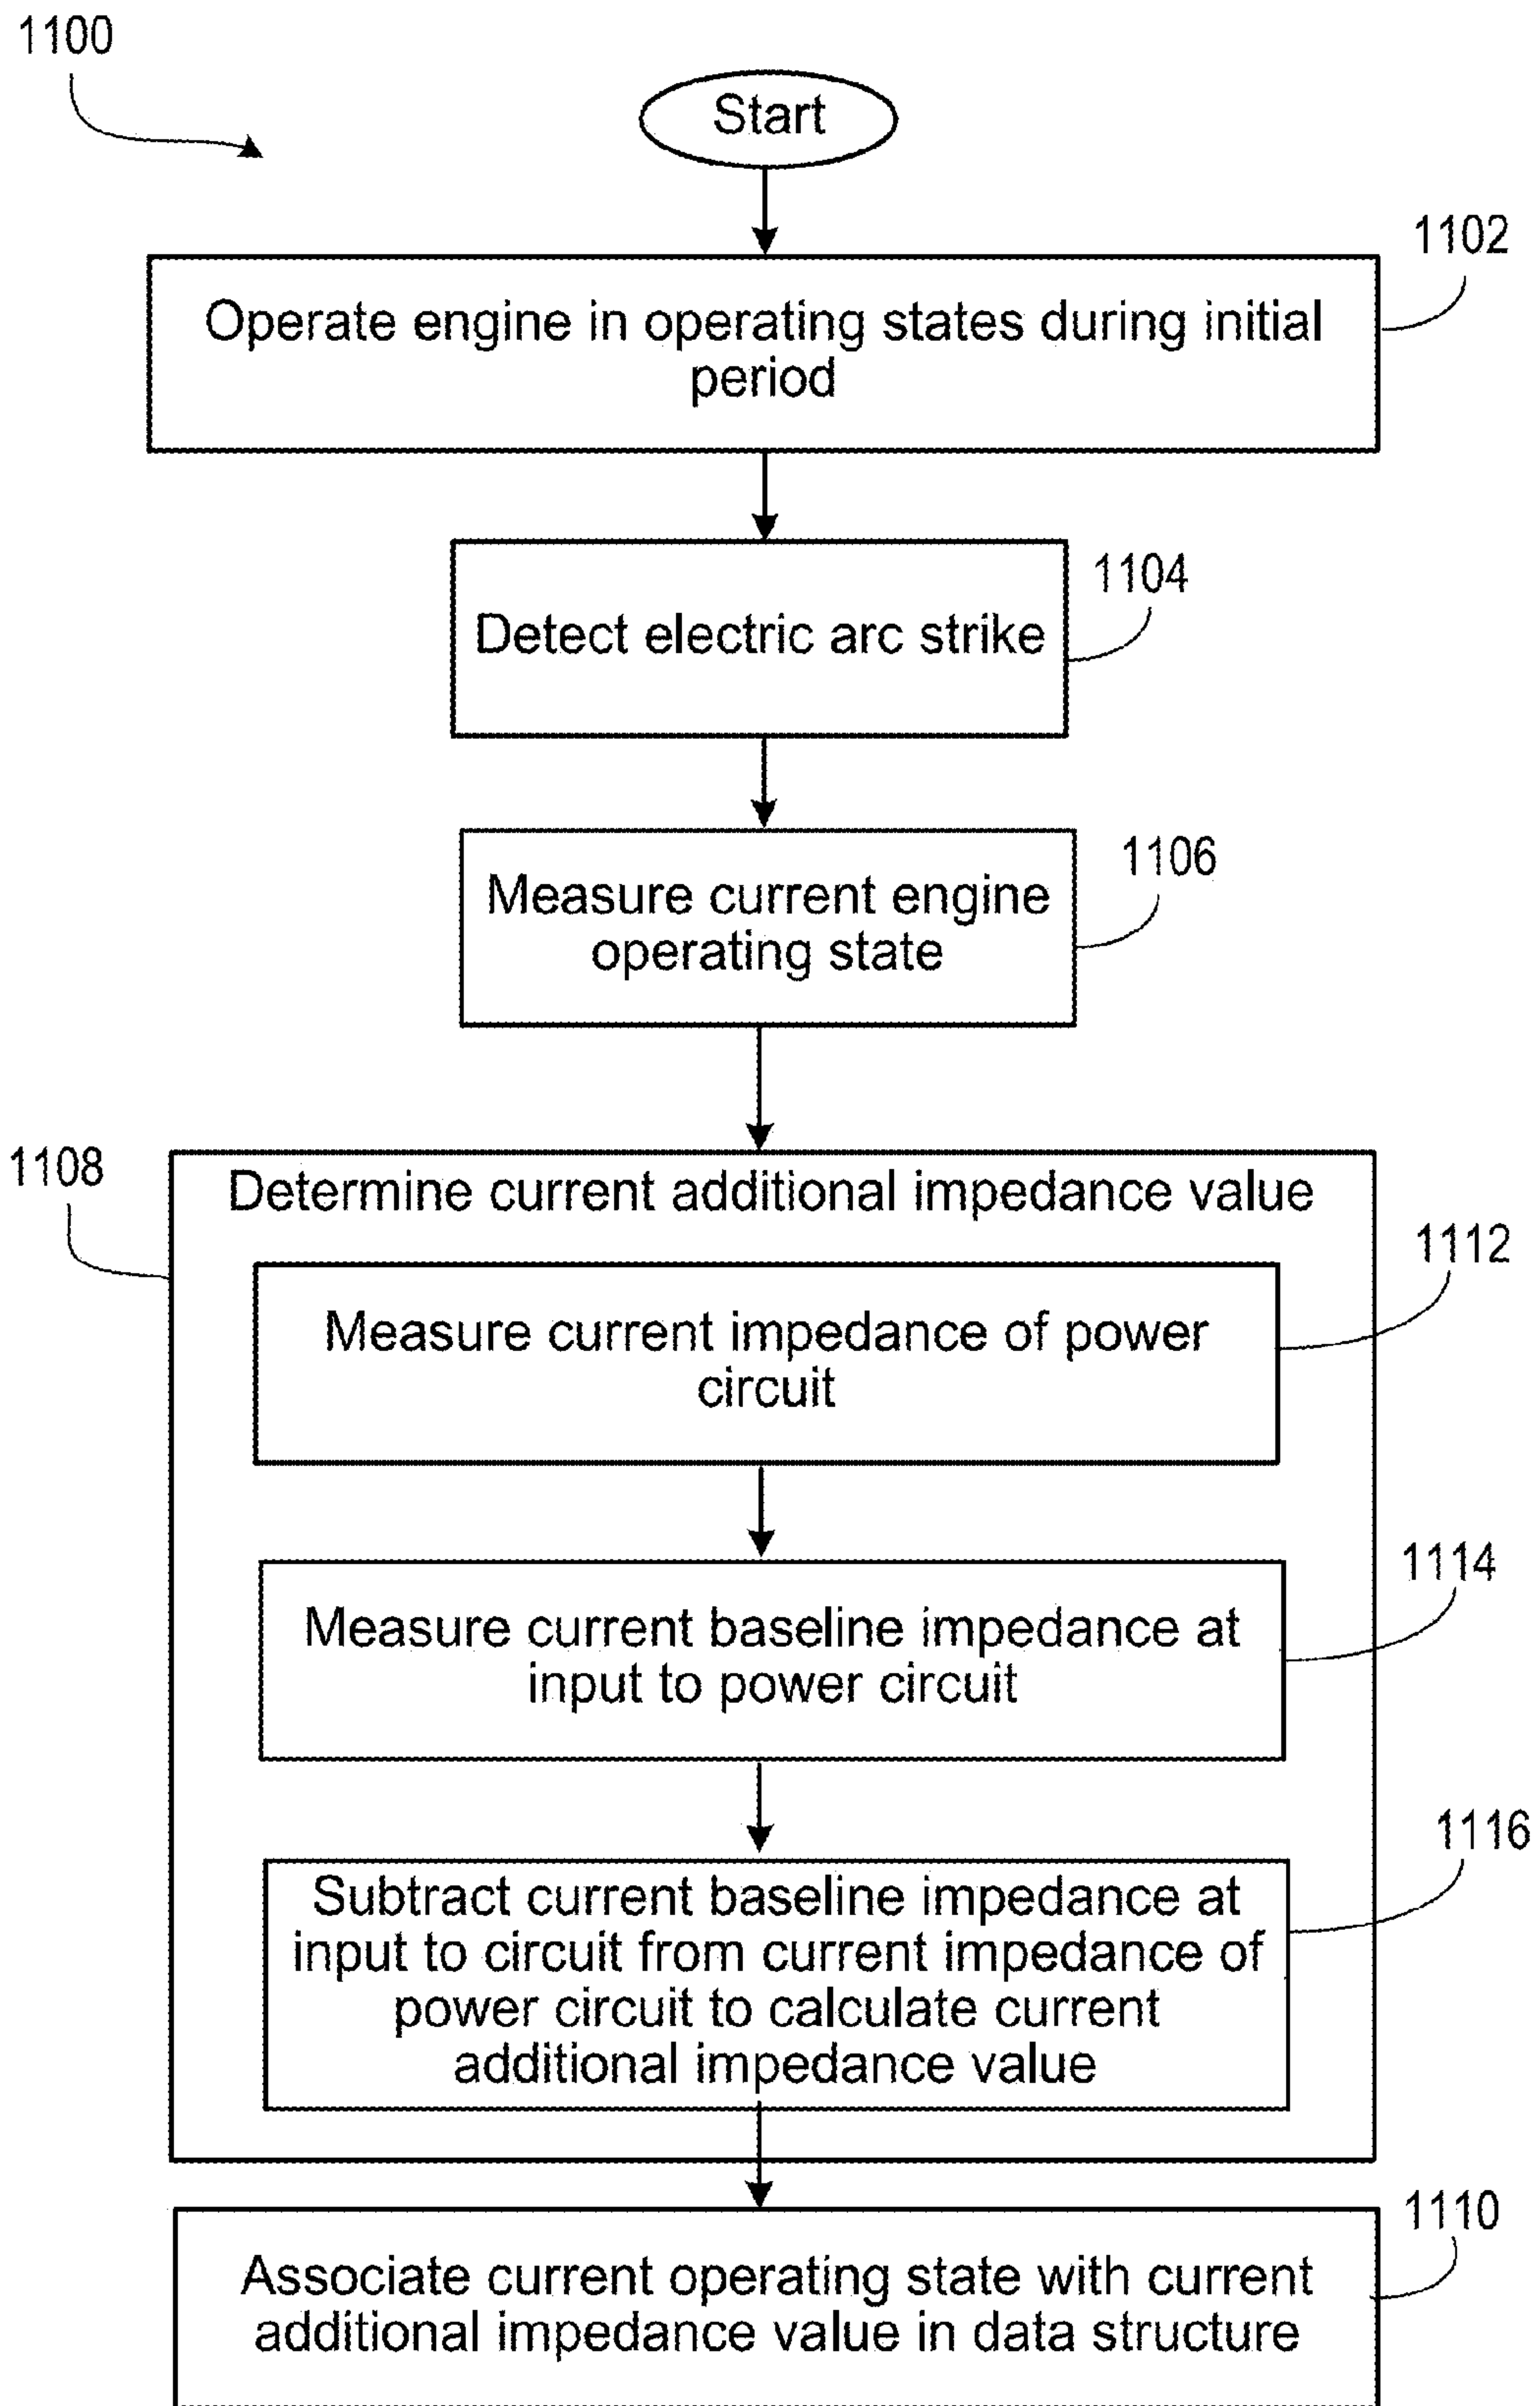 1100
Start
1102
Operate engine in operating states during initial
period
1104
Detect electric arc strike
1106
Measure current engine
operating state
1108
Determine current additional impedance value
1112
Measure current impedance of power
circuit
1114
Measure current baseline impedance at
input to power circuit
1116
Subtract current baseline impedance at
input to circuit from current impedance of
power circuit to calculate current
additional impedance value
1110
Associate current operating state with current
additional impedance value in data structure